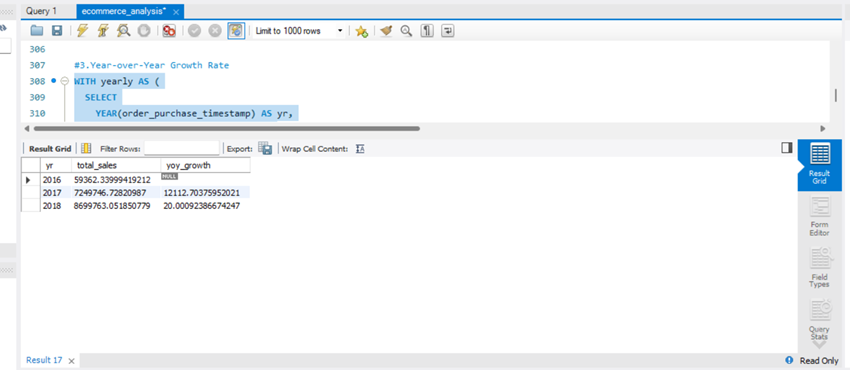 Query 1 ecommerce_analysis*
Limit to 1000 rows
306
307 #3.Year-over-Year Growth Rate
308 WITH yearly AS (
309 SELECT
310 YEAR(order_purchase_timestamp) AS yr,
Result Grid Filter Rows: Export: Wrap Cell Content:
yr total_sales yoy_growth
2016 59362.33999419212 NULL
2017 7249746.72820987 12112.70375952021
2018 8699763.051850779 20.00092386674247
Result
Grid
Form
Editor
Field
Types
Query
Stats
Result 17 Read Only